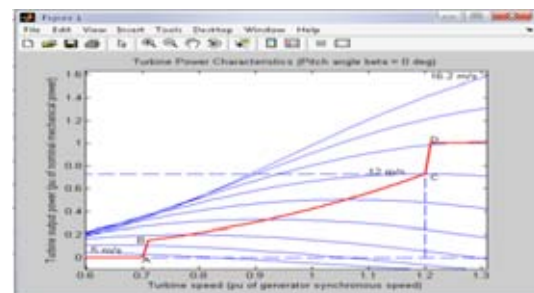 Figure 1
File Edit View Insert Tools Desktop Window Help
Turbine Power Characteristics (Pitch angle beta = 0 deg)
Turbine output power (pu of nominal mechanical power)
1.6
1.4
1.2
1
0.8
0.6
0.4
0.2
0
16.2 m/s
D
12 m/s
C
B
5 m/s
A
0.6 0.7 0.8 0.9 1 1.1 1.2 1.3
Turbine speed (pu of generator synchronous speed)